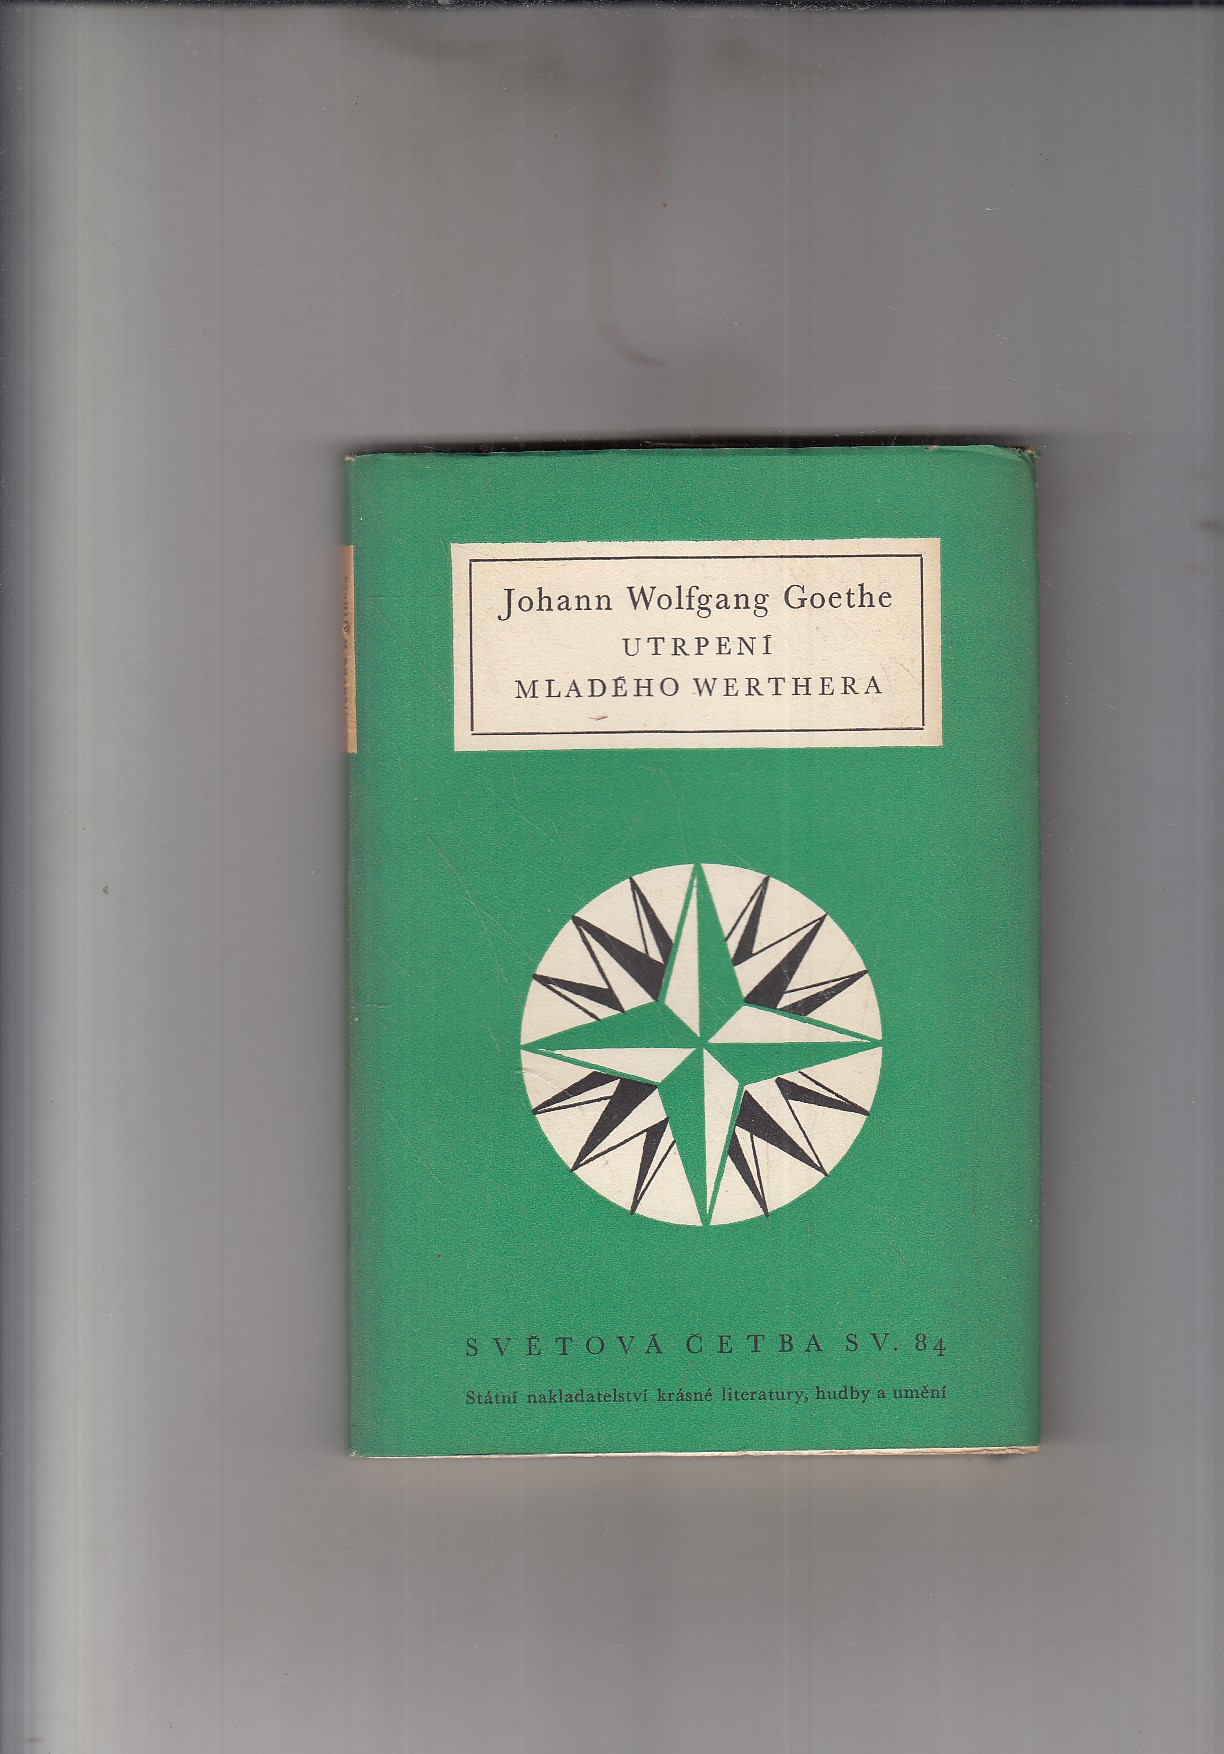 Johann Wolfgang Goethe
UTRPENÍ
MLADÉHO WERTHERA
SVĚTOVÁ ČETBA SV. 84
Státní nakladatelství krásné literatury, hudby a umění